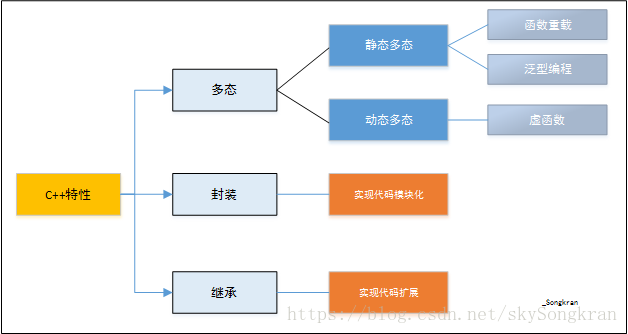 C++特性
多态
静态多态
函数重载
泛型编程
动态多态
虚函数
封装
实现代码模块化
继承
实现代码扩展
_Songkran
https://blog.csdn.net/skySongkran